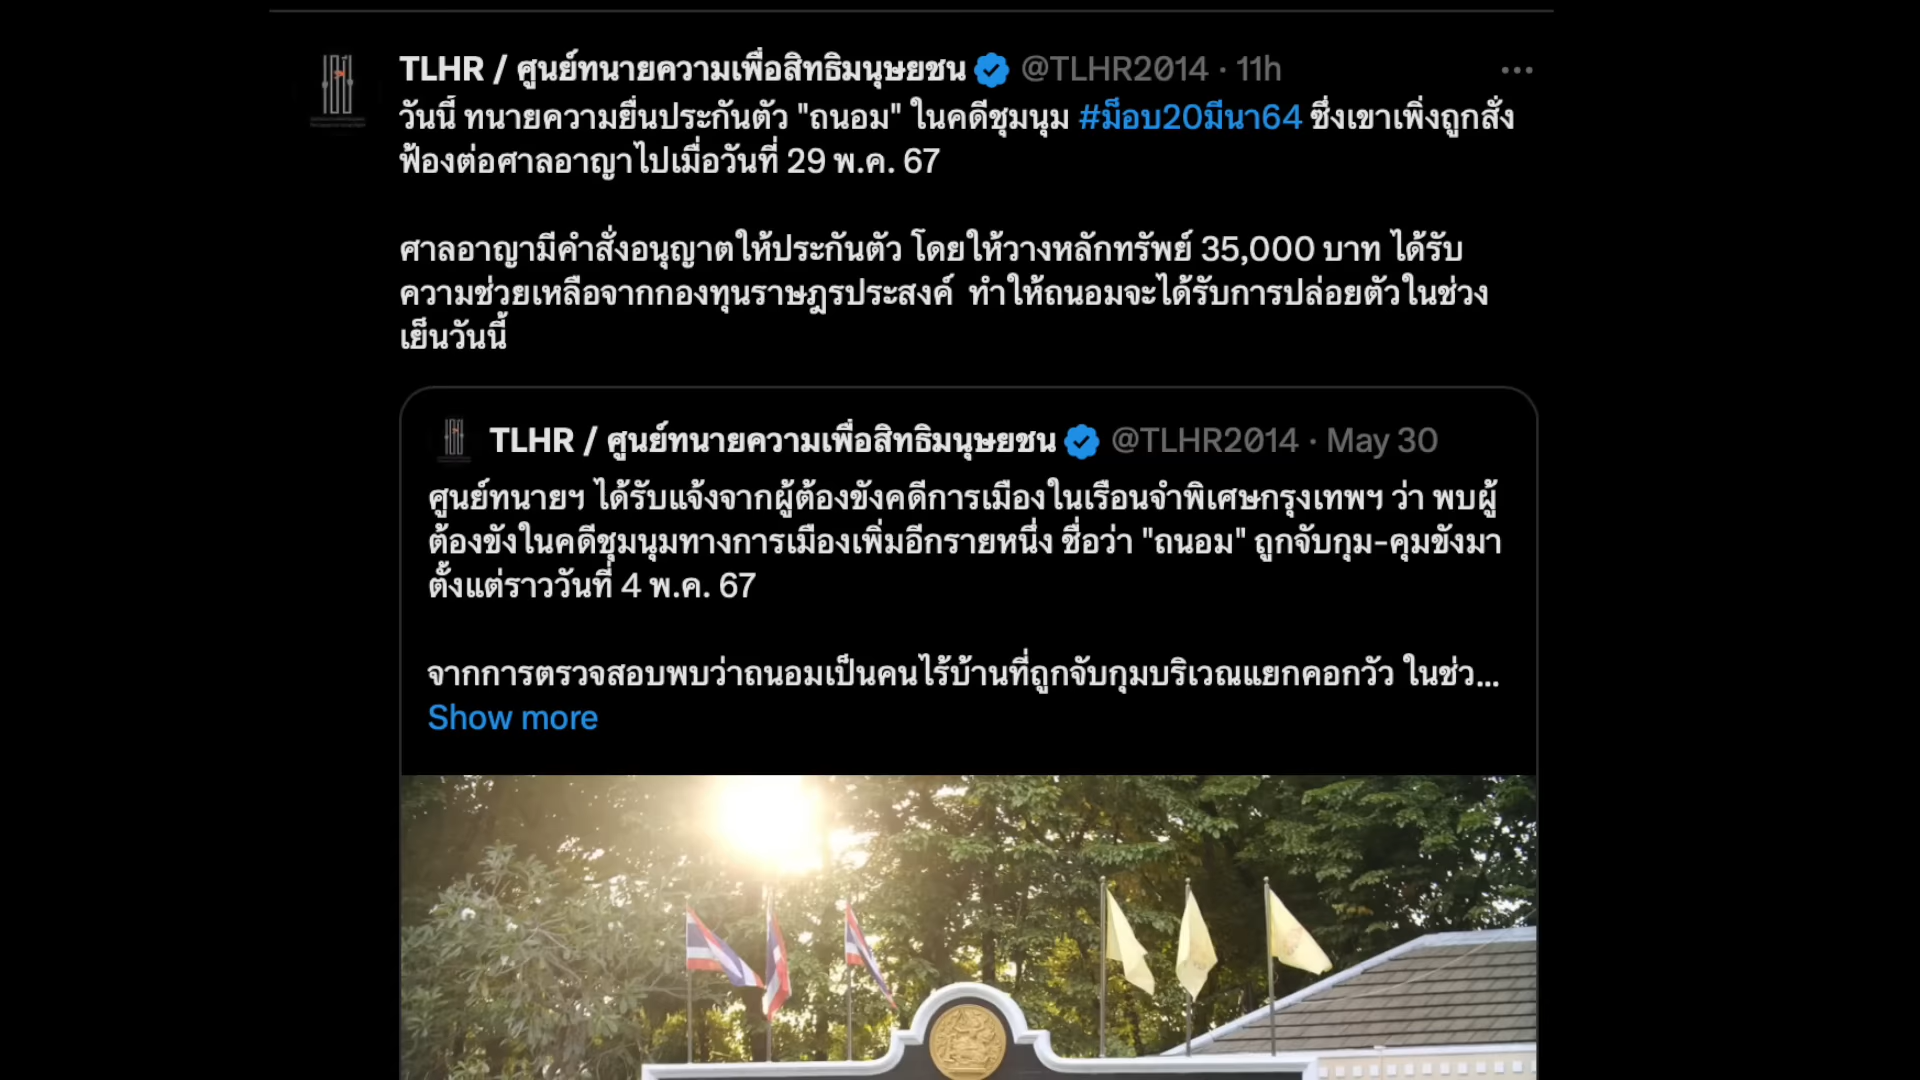 TLHR / ศูนย์ทนายความเพื่อสิทธิมนุษยชน @TLHR2014 · 11h
วันนี้ ทนายความยื่นประกันตัว "ถนอม" ในคดีชุมนุม #ม็อบ20มีนา64 ซึ่งเขาเพิ่งถูกสั่ง
ฟ้องต่อศาลอาญาไปเมื่อวันที่ 29 พ.ค. 67
ศาลอาญามีคำสั่งอนุญาตให้ประกันตัว โดยให้วางหลักทรัพย์ 35,000 บาท ได้รับ
ความช่วยเหลือจากกองทุนราษฎรประสงค์ ทำให้ถนอมจะได้รับการปล่อยตัวในช่วง
เย็นวันนี้
TLHR / ศูนย์ทนายความเพื่อสิทธิมนุษยชน @TLHR2014 · May 30
ศูนย์ทนายฯ ได้รับแจ้งจากผู้ต้องขังคดีการเมืองในเรือนจำพิเศษกรุงเทพฯ ว่า พบผู้
ต้องขังในคดีชุมนุมทางการเมืองเพิ่มอีกรายหนึ่ง ชื่อว่า "ถนอม" ถูกจับกุม-คุมขังมา
ตั้งแต่ราววันที่ 4 พ.ค. 67
จากการตรวจสอบพบว่าถนอมเป็นคนไร้บ้านที่ถูกจับกุมบริเวณแยกคอกวัว ในช่ว...
Show more